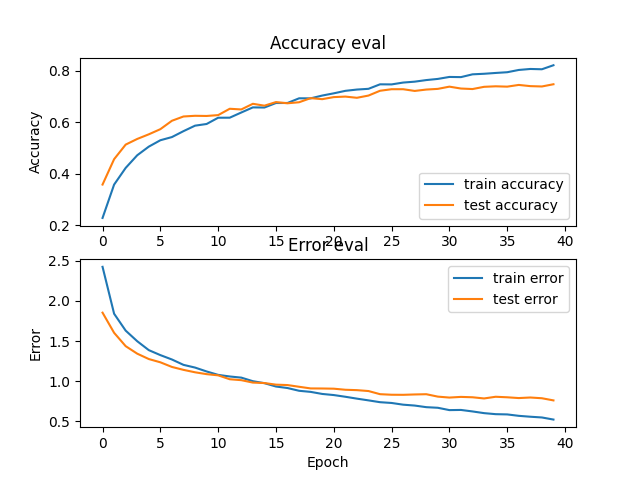 Accuracy eval
0.8
0.6
0.4
0.2
Accuracy
train accuracy
test accuracy
0 5 10 15 20 25 30 35 40
Error eval
2.5
2.0
1.5
1.0
0.5
Error
train error
test error
0 5 10 15 20 25 30 35 40
Epoch